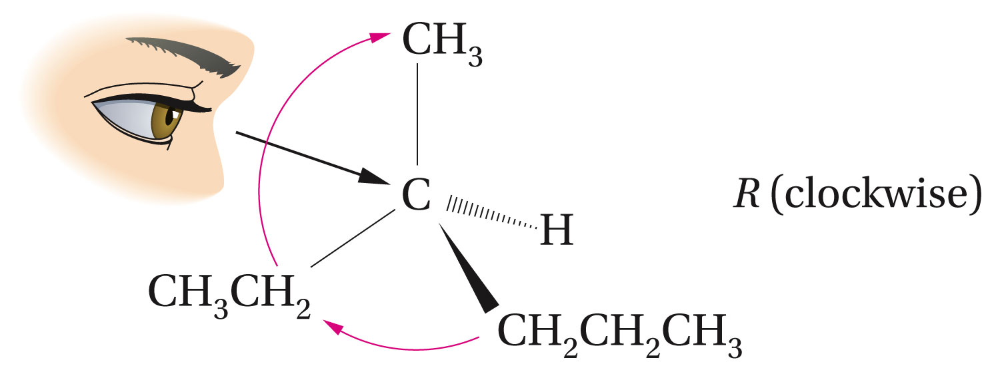 CH₃
C
R (clockwise)
H
CH₃CH₂
CH₂CH₂CH₃